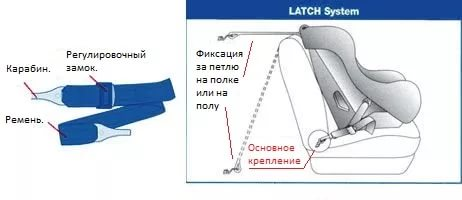 LATCH System
Регулировочный
замок.
Карабин.
Ремень.
Фиксация
за петлю
на полке
или на
полу
Основное
крепление